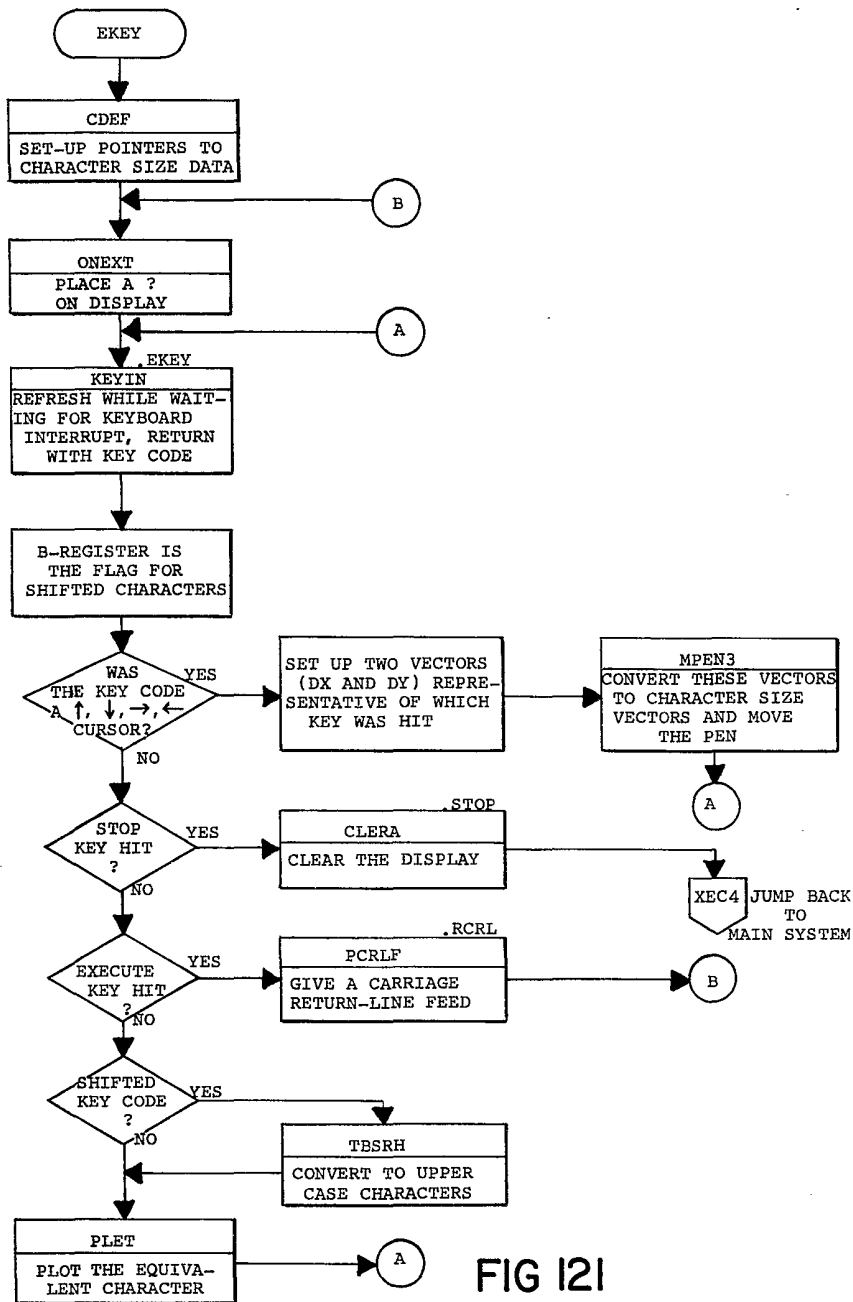 EKEY
CDEF
SET-UP POINTERS TO
CHARACTER SIZE DATA
B
ONEXT
PLACE A ?
ON DISPLAY
A
.EKEY
KEYIN
REFRESH WHILE WAIT-
ING FOR KEYBOARD
INTERRUPT, RETURN
WITH KEY CODE
B-REGISTER IS
THE FLAG FOR
SHIFTED CHARACTERS
WAS
THE KEY CODE
A ↑, ↓, →, ←
CURSOR?
YES
NO
SET UP TWO VECTORS
(DX AND DY) REPRE-
SENTATIVE OF WHICH
KEY WAS HIT
MPEN3
CONVERT THESE VECTORS
TO CHARACTER SIZE
VECTORS AND MOVE
THE PEN
A
STOP
KEY HIT
?
YES
NO
.STOP
CLERA
CLEAR THE DISPLAY
XEC4
JUMP BACK
TO
MAIN SYSTEM
EXECUTE
KEY HIT
?
YES
NO
.RCRL
PCRLF
GIVE A CARRIAGE
RETURN-LINE FEED
B
SHIFTED
KEY CODE
?
YES
NO
TBSRH
CONVERT TO UPPER
CASE CHARACTERS
PLET
PLOT THE EQUIVA-
LENT CHARACTER
A
FIG 121